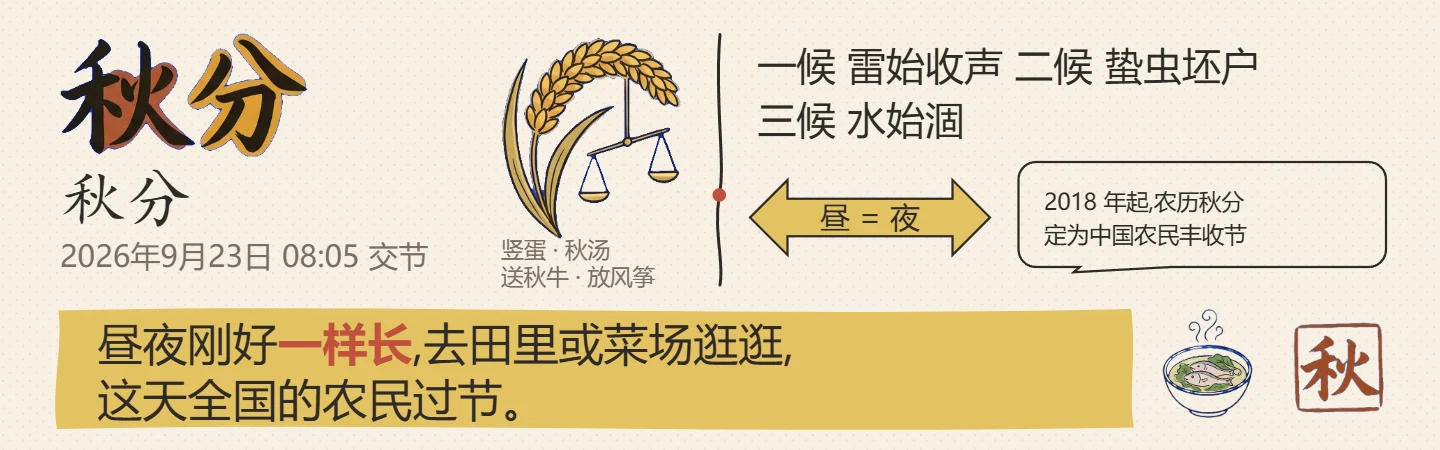 秋分
秋分
2026年9月23日 08:05 交节
竖蛋 · 秋汤
送秋牛 · 放风筝
一候 雷始收声 二候 蛰虫坯户
三候 水始涸
昼 = 夜
2018 年起,农历秋分
定为中国农民丰收节
昼夜刚好一样长,去田里或菜场逛逛,
这天全国的农民过节。
秋